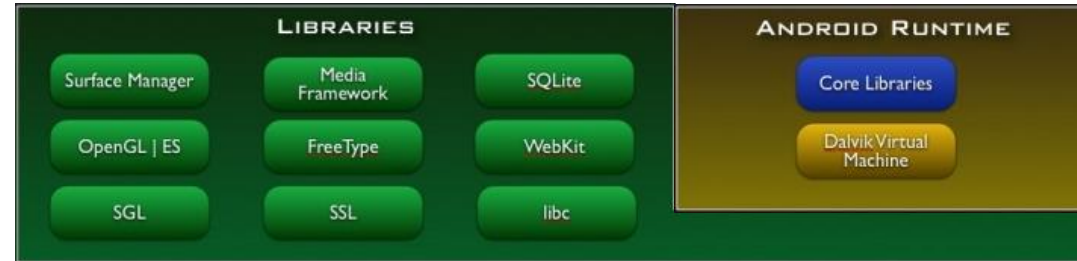 LIBRARIES
Surface Manager
Media
Framework
SQLite
OpenGL | ES
FreeType
WebKit
SGL
SSL
libc
ANDROID RUNTIME
Core Libraries
Dalvik Virtual
Machine